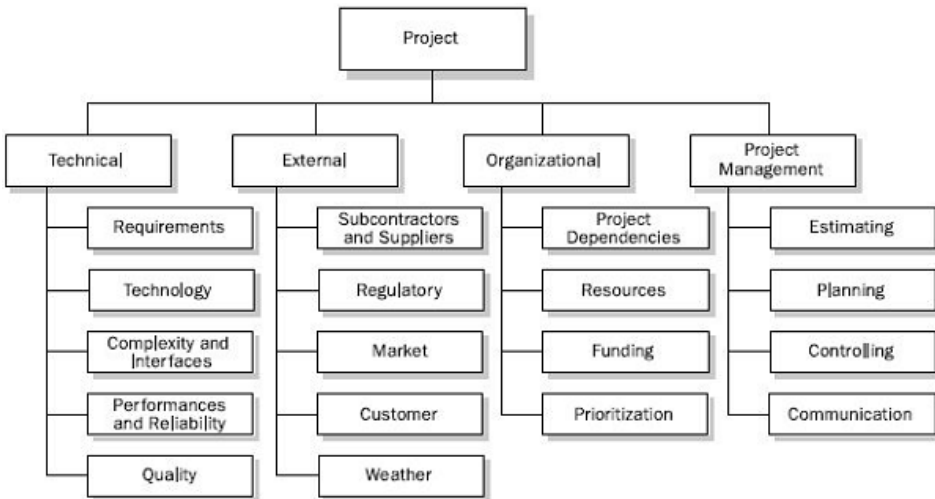 Project
Technical
External
Organizational
Project
Management
Requirements
Technology
Complexity and
Interfaces
Performances
and Reliability
Quality
Subcontractors
and Suppliers
Regulatory
Market
Customer
Weather
Project
Dependencies
Resources
Funding
Prioritization
Estimating
Planning
Controlling
Communication